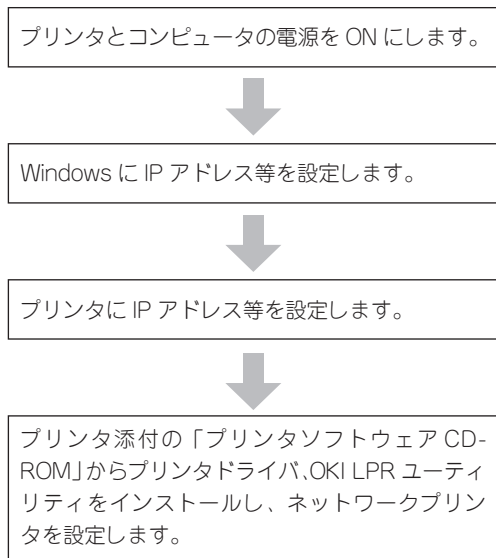 プリンタとコンピュータの電源を ON にします。
Windows に IP アドレス等を設定します。
プリンタに IP アドレス等を設定します。
プリンタ添付の「プリンタソフトウェア CD-
ROM」からプリンタドライバ、OKI LPR ユーティ
リティをインストールし、ネットワークプリン
タを設定します。